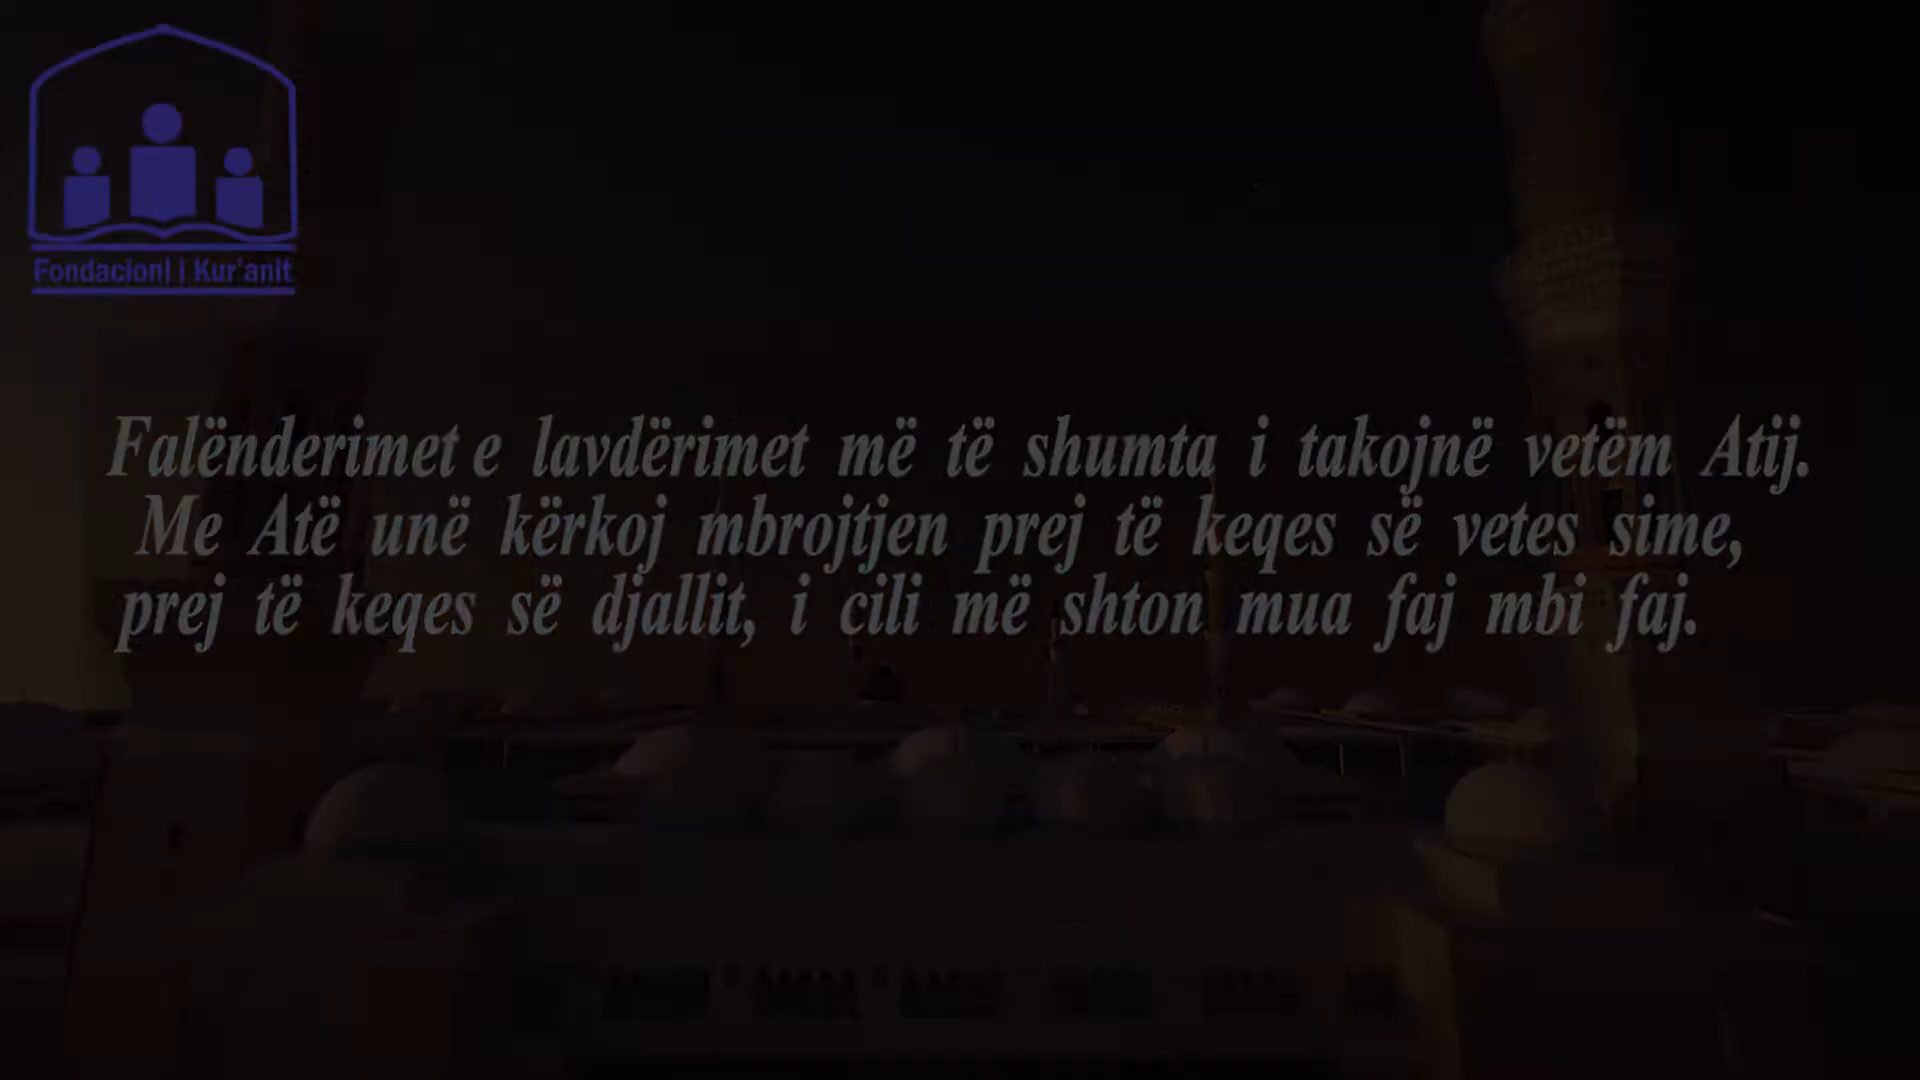 Fondacioni i Kur'anit
Falënderimet e lavdërimet më të shumta i takojnë vetëm Atij.
Me Atë unë kërkoj mbrojtjen prej të keqes së vetes sime,
prej të keqes së djallit, i cili më shton mua faj mbi faj.